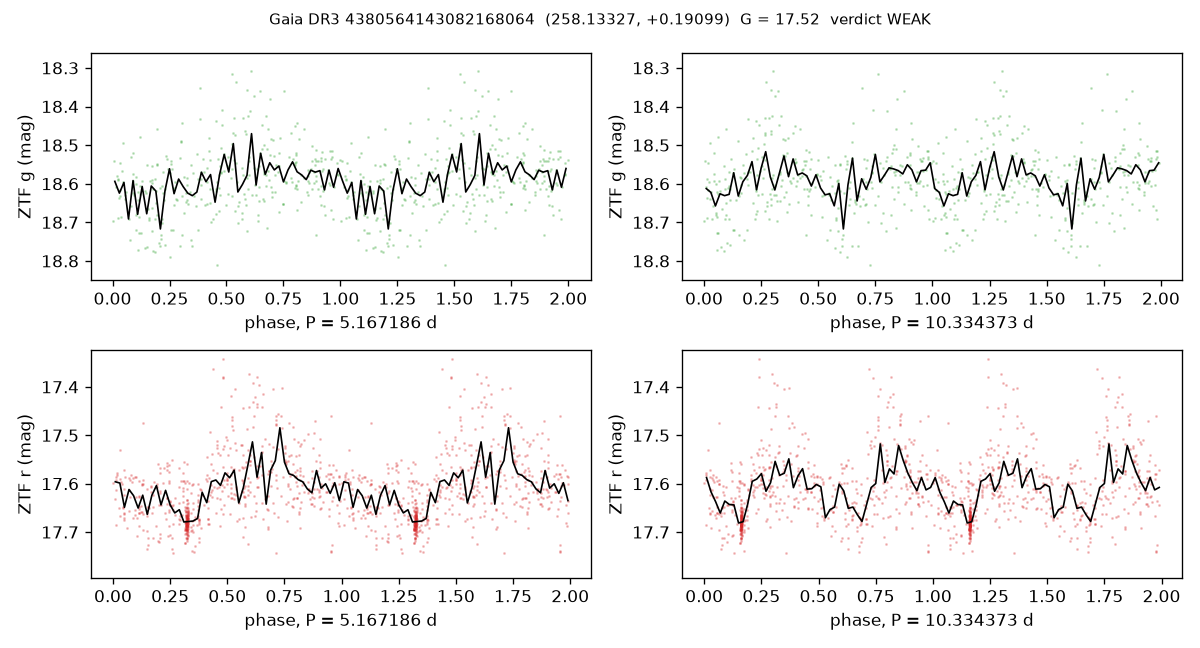 Gaia DR3 4380564143082168064  (258.13327, +0.19099)  G = 17.52  verdict WEAK
ZTF g (mag)
18.3
18.4
18.5
18.6
18.7
18.8
0.00 0.25 0.50 0.75 1.00 1.25 1.50 1.75 2.00
phase, P = 5.167186 d
ZTF g (mag)
18.3
18.4
18.5
18.6
18.7
18.8
0.00 0.25 0.50 0.75 1.00 1.25 1.50 1.75 2.00
phase, P = 10.334373 d
ZTF r (mag)
17.4
17.5
17.6
17.7
0.00 0.25 0.50 0.75 1.00 1.25 1.50 1.75 2.00
phase, P = 5.167186 d
ZTF r (mag)
17.4
17.5
17.6
17.7
0.00 0.25 0.50 0.75 1.00 1.25 1.50 1.75 2.00
phase, P = 10.334373 d